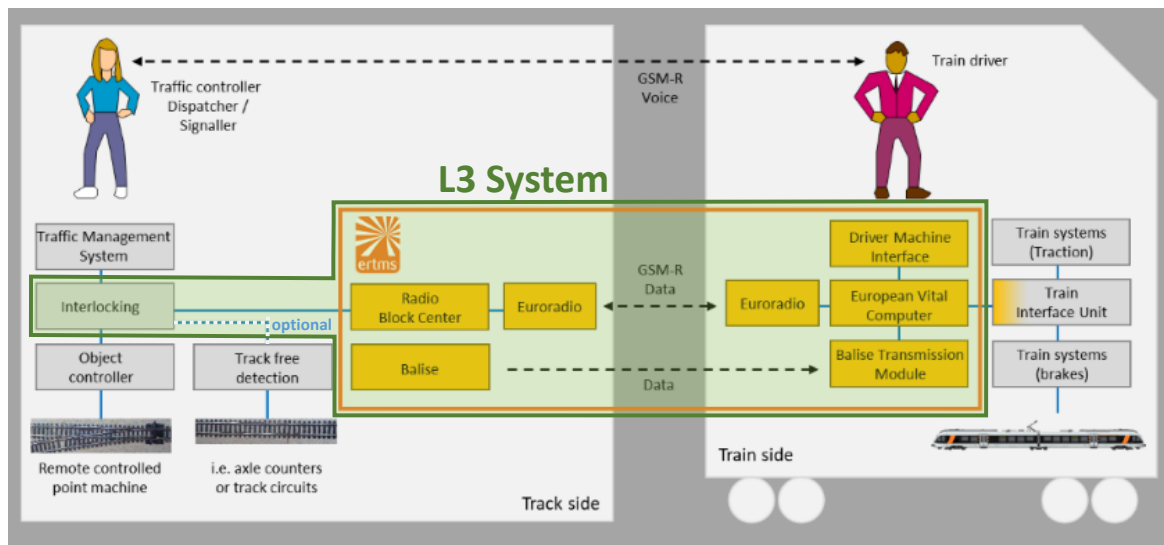 Traffic controller
Dispatcher /
Signaller
GSM-R
Voice
Train driver
L3 System
Traffic Management
System
ertms
Driver Machine
Interface
Train systems
(Traction)
Interlocking
Radio
Block Center
Euroradio
GSM-R
Data
Euroradio
European Vital
Computer
Train
Interface Unit
optional
Object
controller
Track free
detection
Balise
Data
Balise Transmission
Module
Train systems
(brakes)
Remote controlled
point machine
i.e. axle counters
or track circuits
Track side
Train side